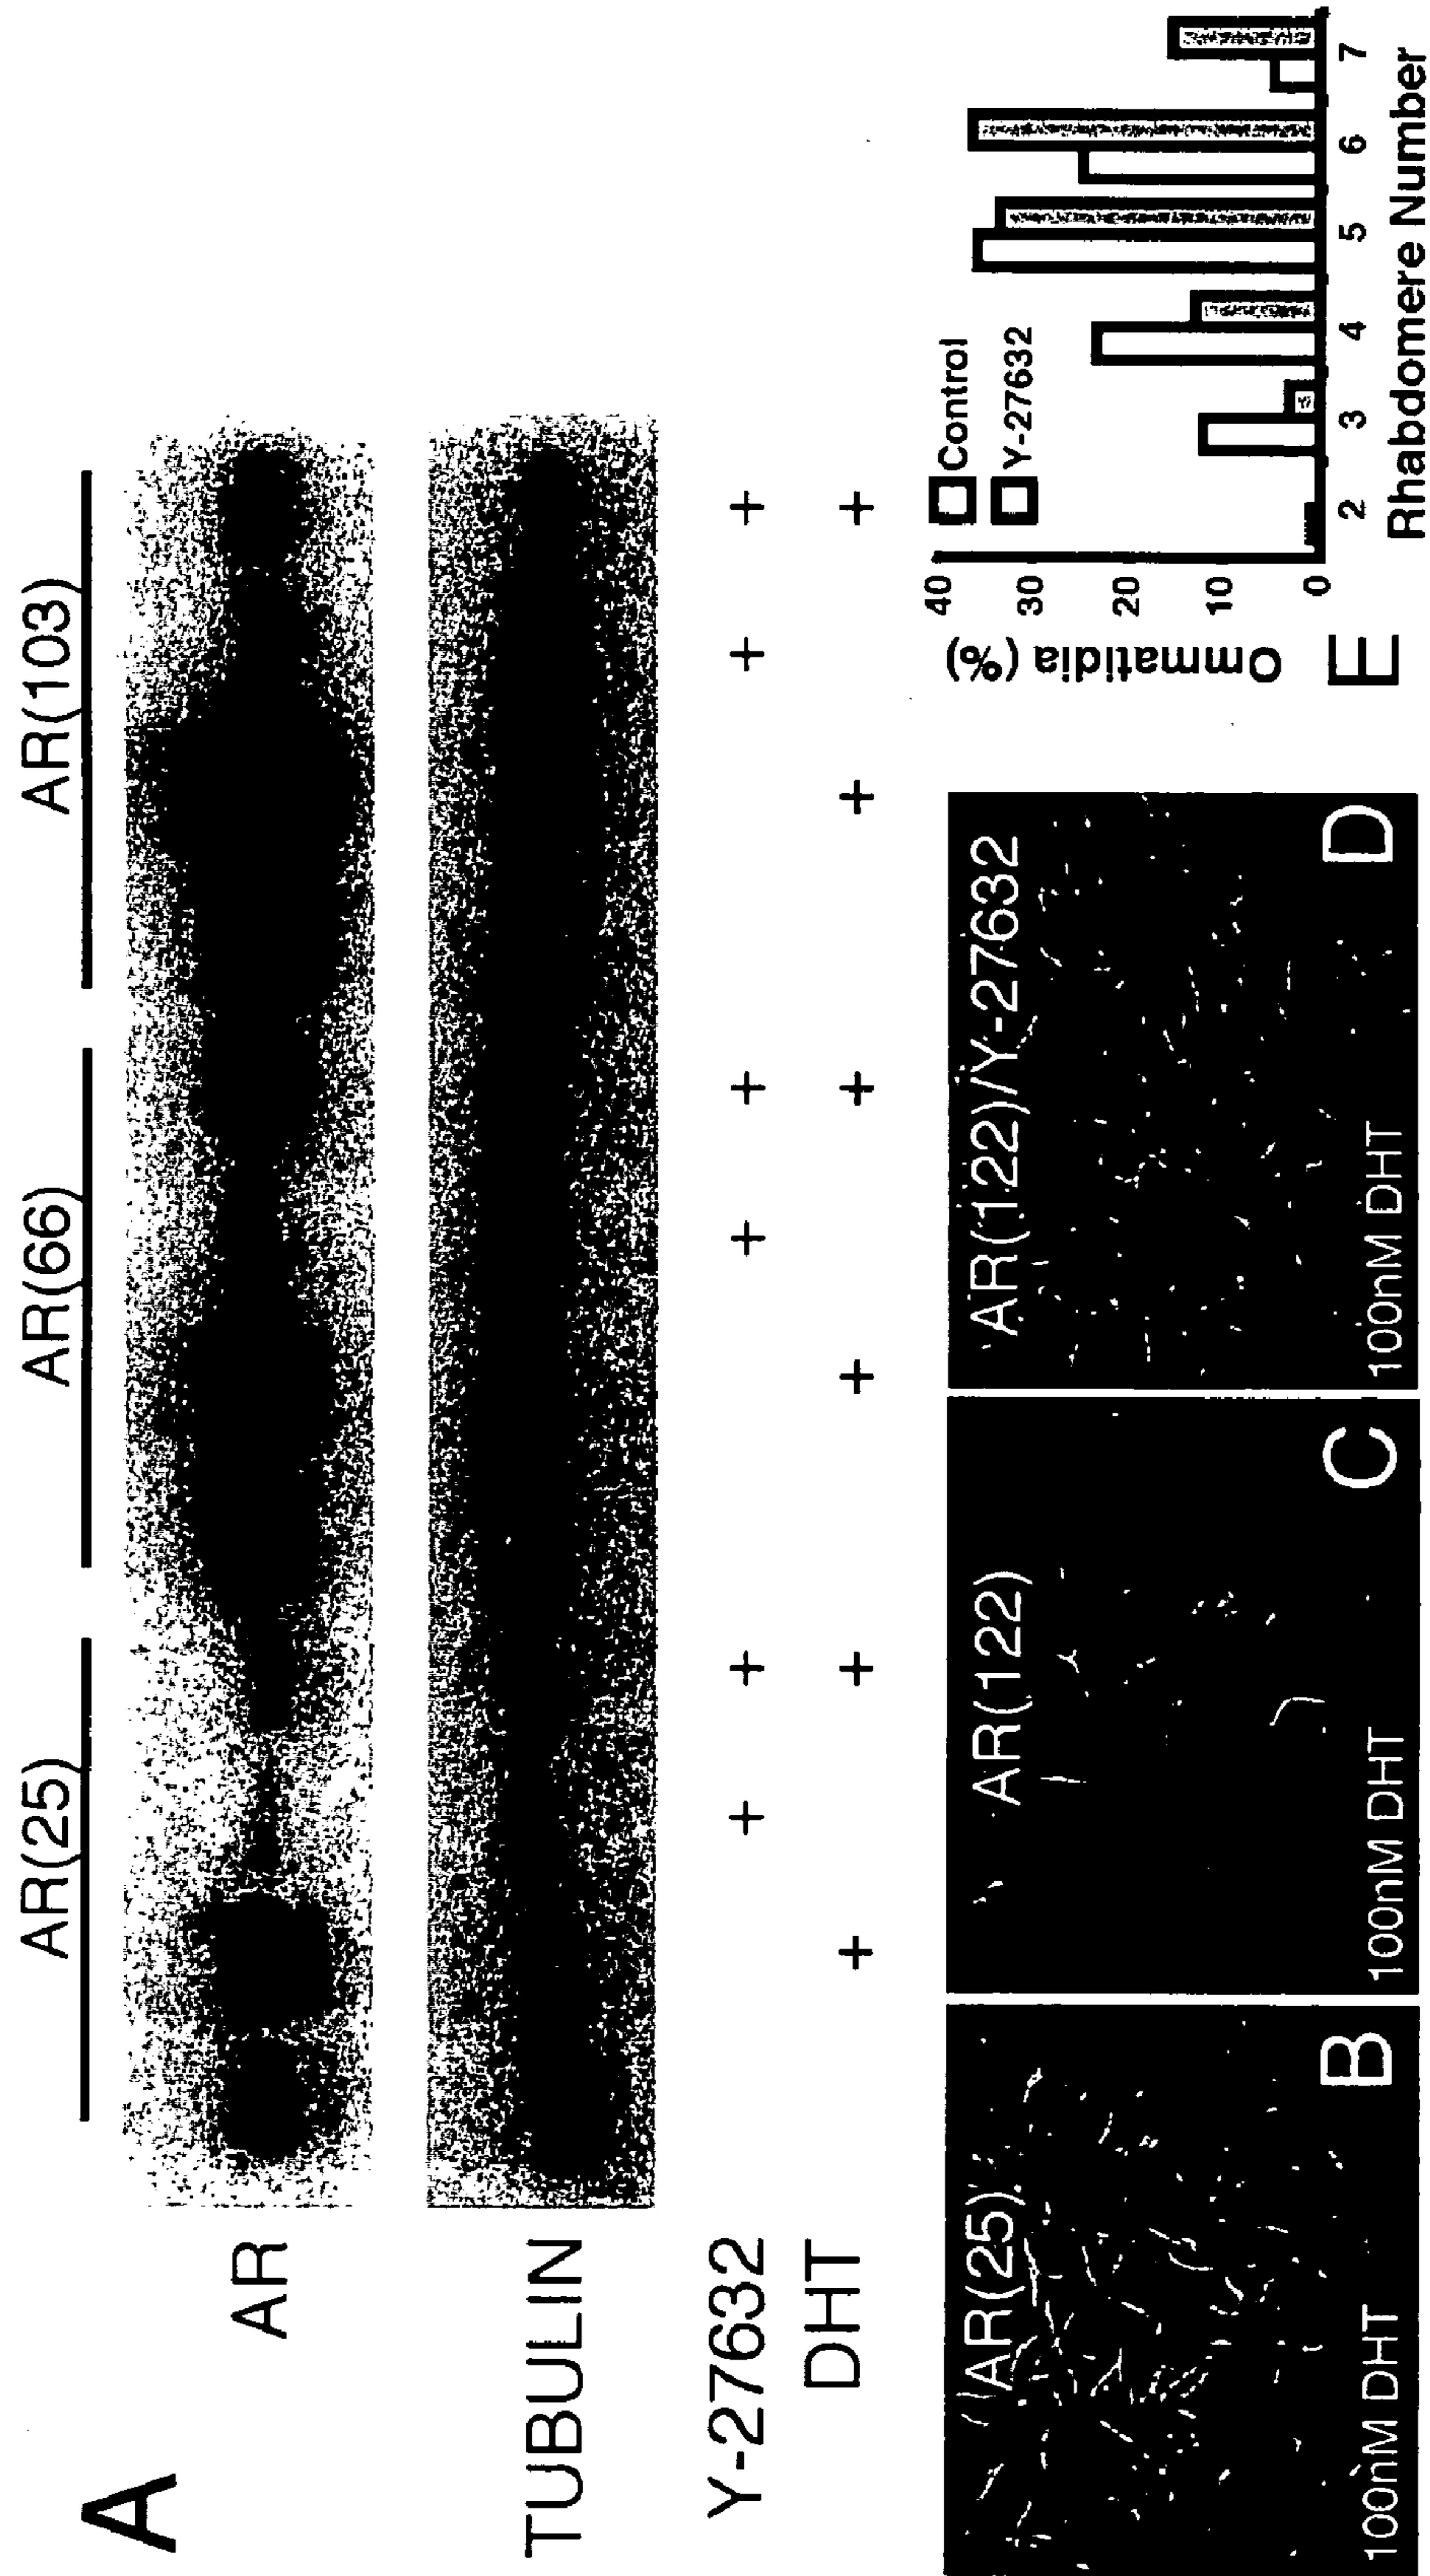 A
AR(25)
AR(66)
AR(103)
AR
TUBULIN
Y-27632
+ + + + + +
DHT
+ + + + + +
AR(25)
100nM DHT
B
AR(122)
100nM DHT
C
AR(122)/Y-27632
100nM DHT
D
E
Ommatidia (%)
40
30
20
10
0
Control
Y-27632
2 3 4 5 6 7
Rhabdomere Number